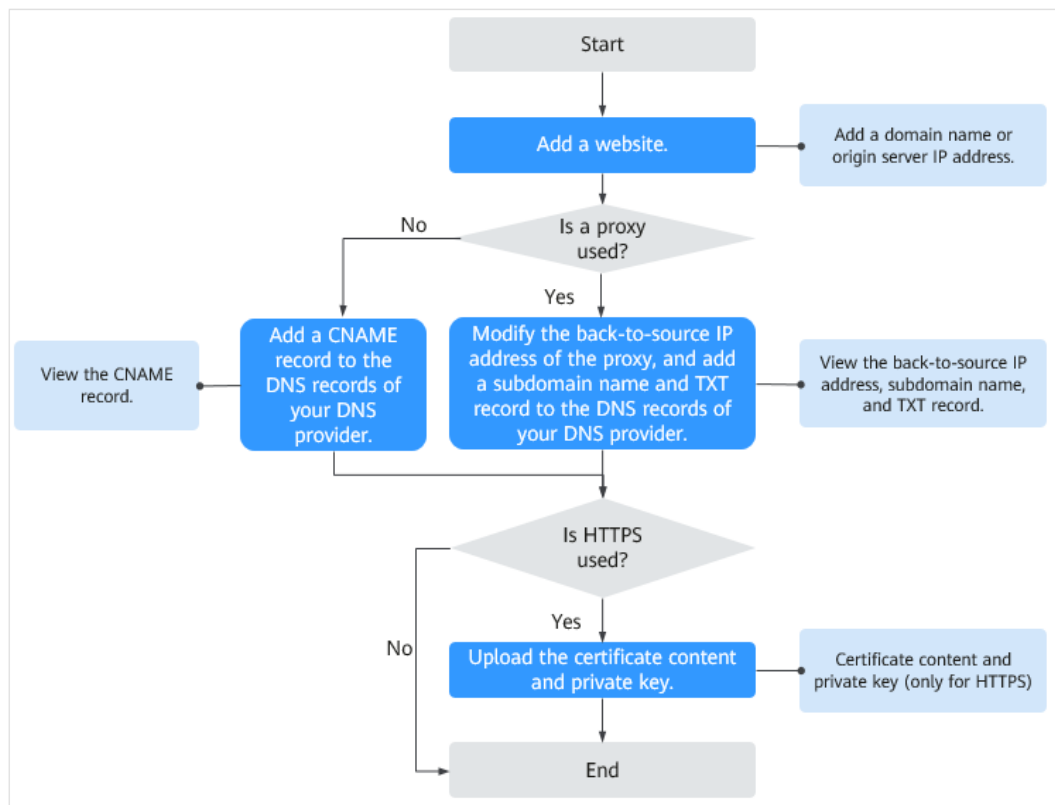 Start
Add a website.
Add a domain name or
origin server IP address.
Is a proxy
used?
No
Yes
View the CNAME
record.
Add a CNAME
record to the
DNS records of
your DNS
provider.
Modify the back-to-source IP
address of the proxy, and add
a subdomain name and TXT
record to the DNS records of
your DNS provider.
View the back-to-source IP
address, subdomain name,
and TXT record.
Is HTTPS
used?
Yes
No
Upload the certificate content
and private key.
Certificate content and
private key (only for HTTPS)
End